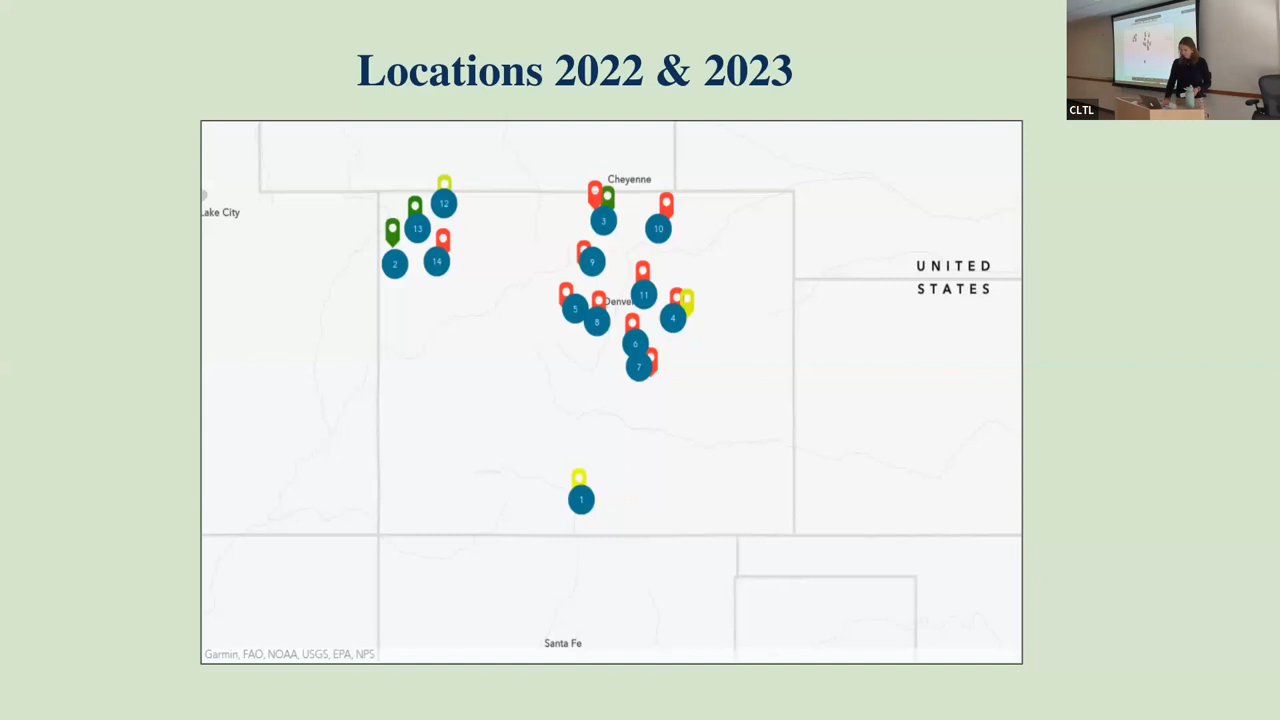 Locations 2022 & 2023
CLTL
Cheyenne
12
Lake City
3
13
10
9
14
2
UNITED
STATES
11
Denver
5
4
8
6
7
1
Santa Fe
Garmin, FAO, NOAA, USGS, EPA, NPS